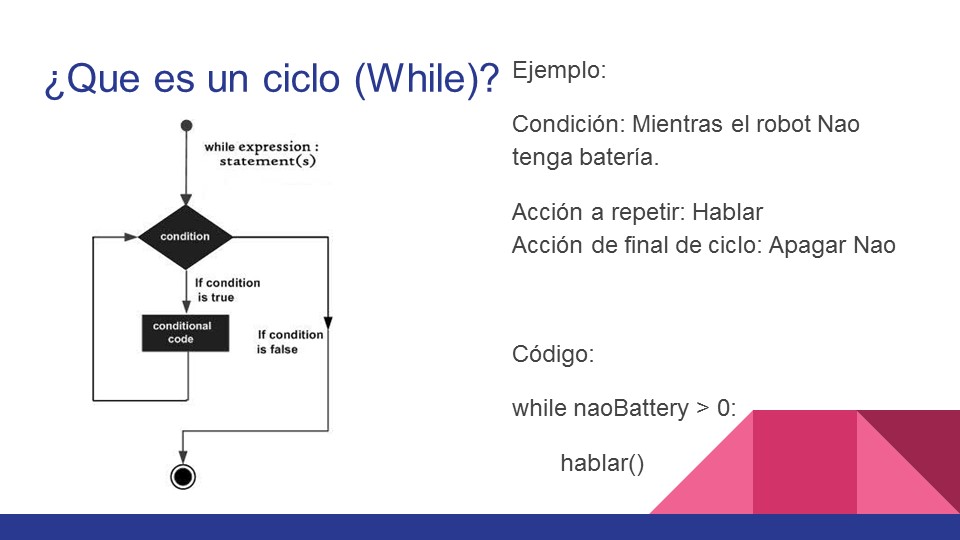 ¿Que es un ciclo (While)?
while expression :
statement(s)
condition
If condition
is true
conditional
code
If condition
is false
Ejemplo:
Condición: Mientras el robot Nao
tenga batería.
Acción a repetir: Hablar
Acción de final de ciclo: Apagar Nao
Código:
while naoBattery > 0:
hablar()